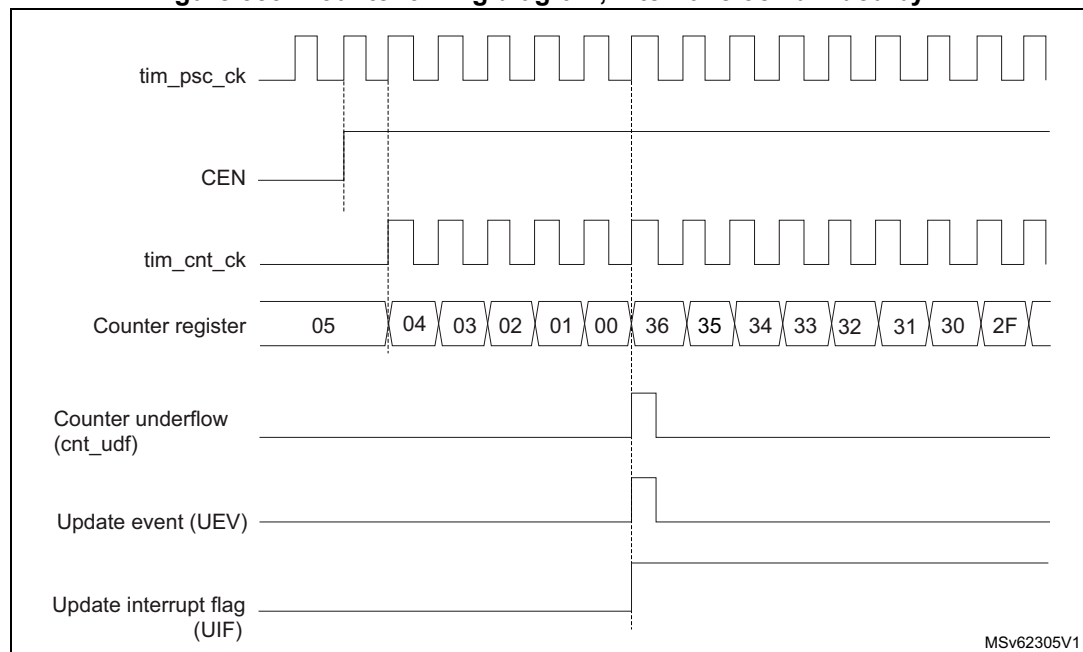 tim_psc_ck
CEN
tim_cnt_ck
Counter register 05 04 03 02 01 00 36 35 34 33 32 31 30 2F
Counter underflow
(cnt_udf)
Update event (UEV)
Update interrupt flag
(UIF)
MSv62305V1